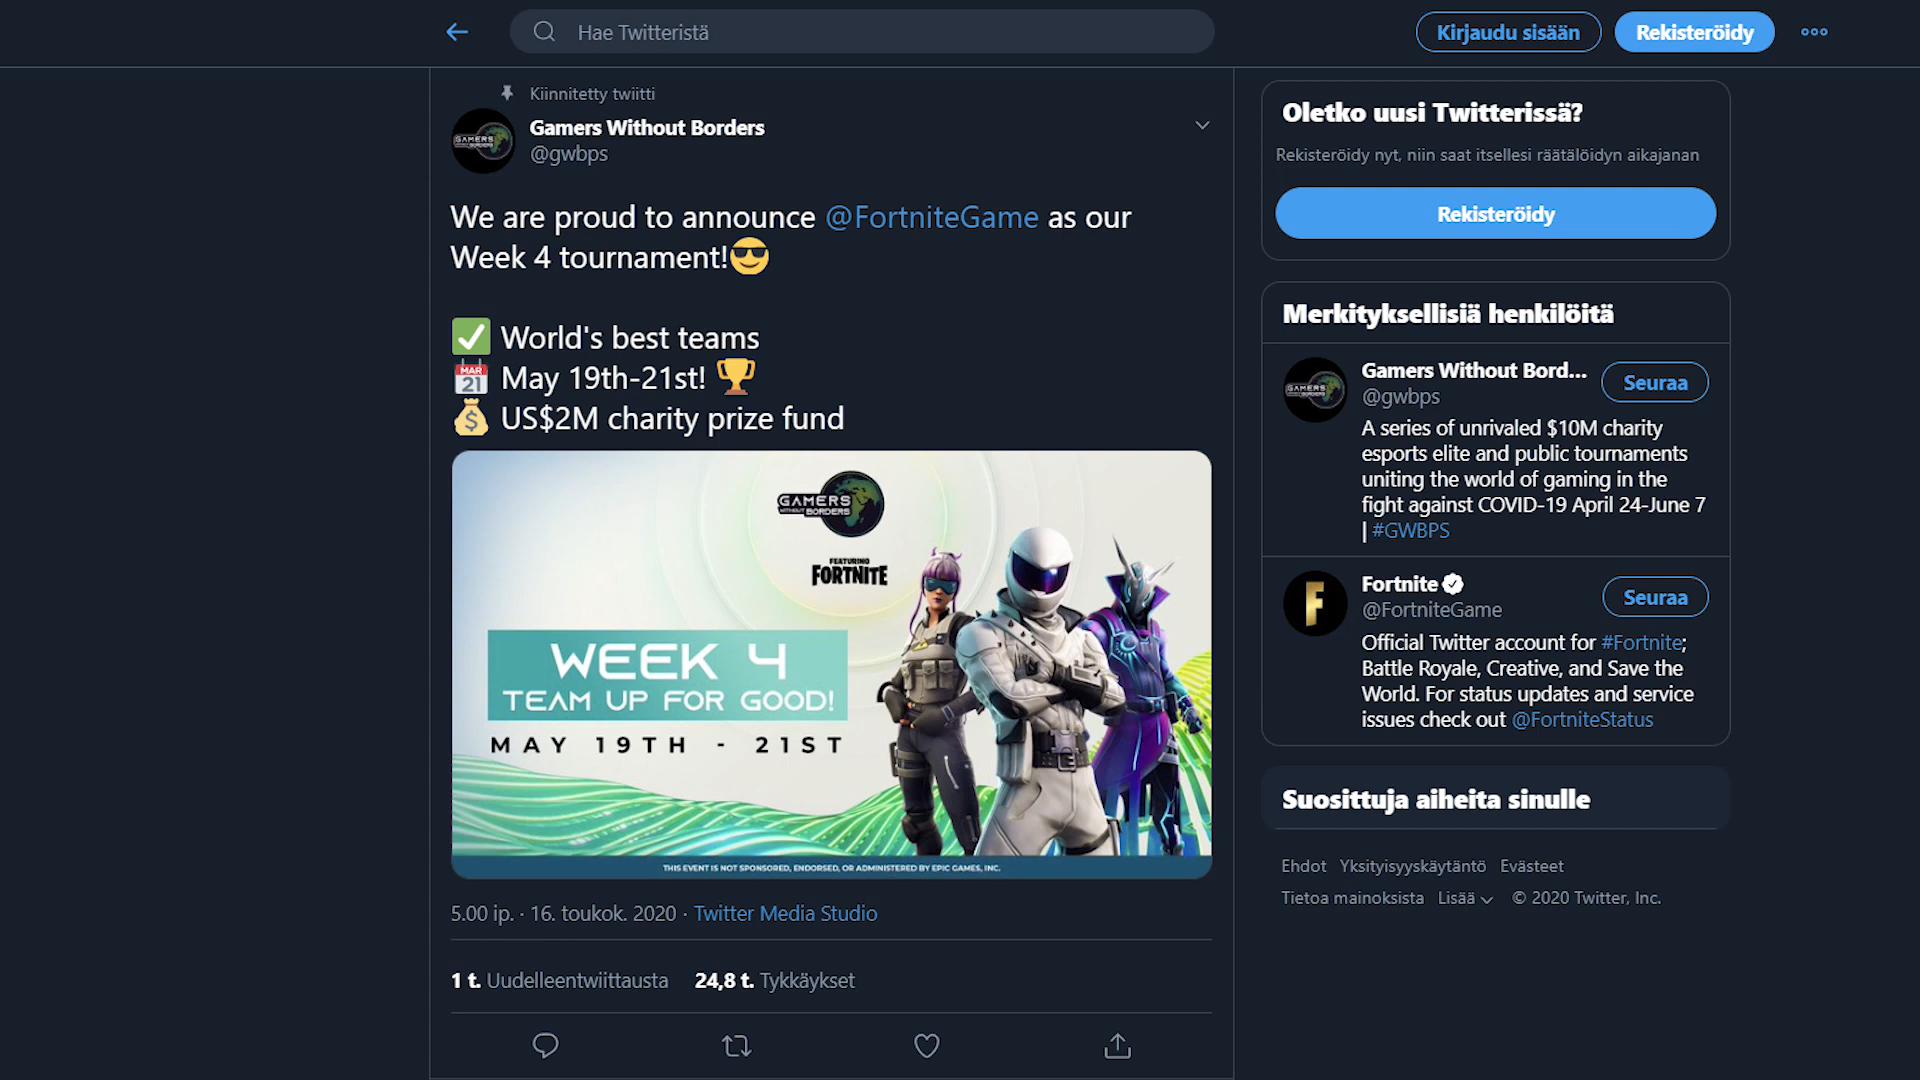 Hae Twitteristä
Kirjaudu sisään
Rekisteröidy
Kiinnitetty twiitti
Gamers Without Borders
@gwbps
We are proud to announce @FortniteGame as our
Week 4 tournament!😎
✅ World's best teams
📅 May 19th-21st! 🏆
💰 US$2M charity prize fund
GAMERS
WITHOUT BORDERS
FEATURING
FORTNITE
WEEK 4
TEAM UP FOR GOOD!
MAY 19TH - 21ST
THIS EVENT IS NOT SPONSORED, ENDORSED, OR ADMINISTERED BY EPIC GAMES, INC.
5.00 ip. · 16. toukok. 2020 · Twitter Media Studio
1 t. Uudelleentwiittausta 24,8 t. Tykkäykset
Oletko uusi Twitterissä?
Rekisteröidy nyt, niin saat itsellesi räätälöidyn aikajanan
Rekisteröidy
Merkityksellisiä henkilöitä
Gamers Without Bord...
@gwbps
Seuraa
A series of unrivaled $10M charity
esports elite and public tournaments
uniting the world of gaming in the
fight against COVID-19 April 24-June 7
| #GWBPS
Fortnite
@FortniteGame
Seuraa
Official Twitter account for #Fortnite;
Battle Royale, Creative, and Save the
World. For status updates and service
issues check out @FortniteStatus
Suosittuja aiheita sinulle
Ehdot Yksityisyyskäytäntö Evästeet
Tietoa mainoksista Lisää © 2020 Twitter, Inc.